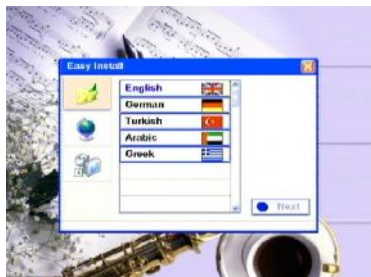 Easy Install
English
German
Turkish
Arabic
Greek
Next